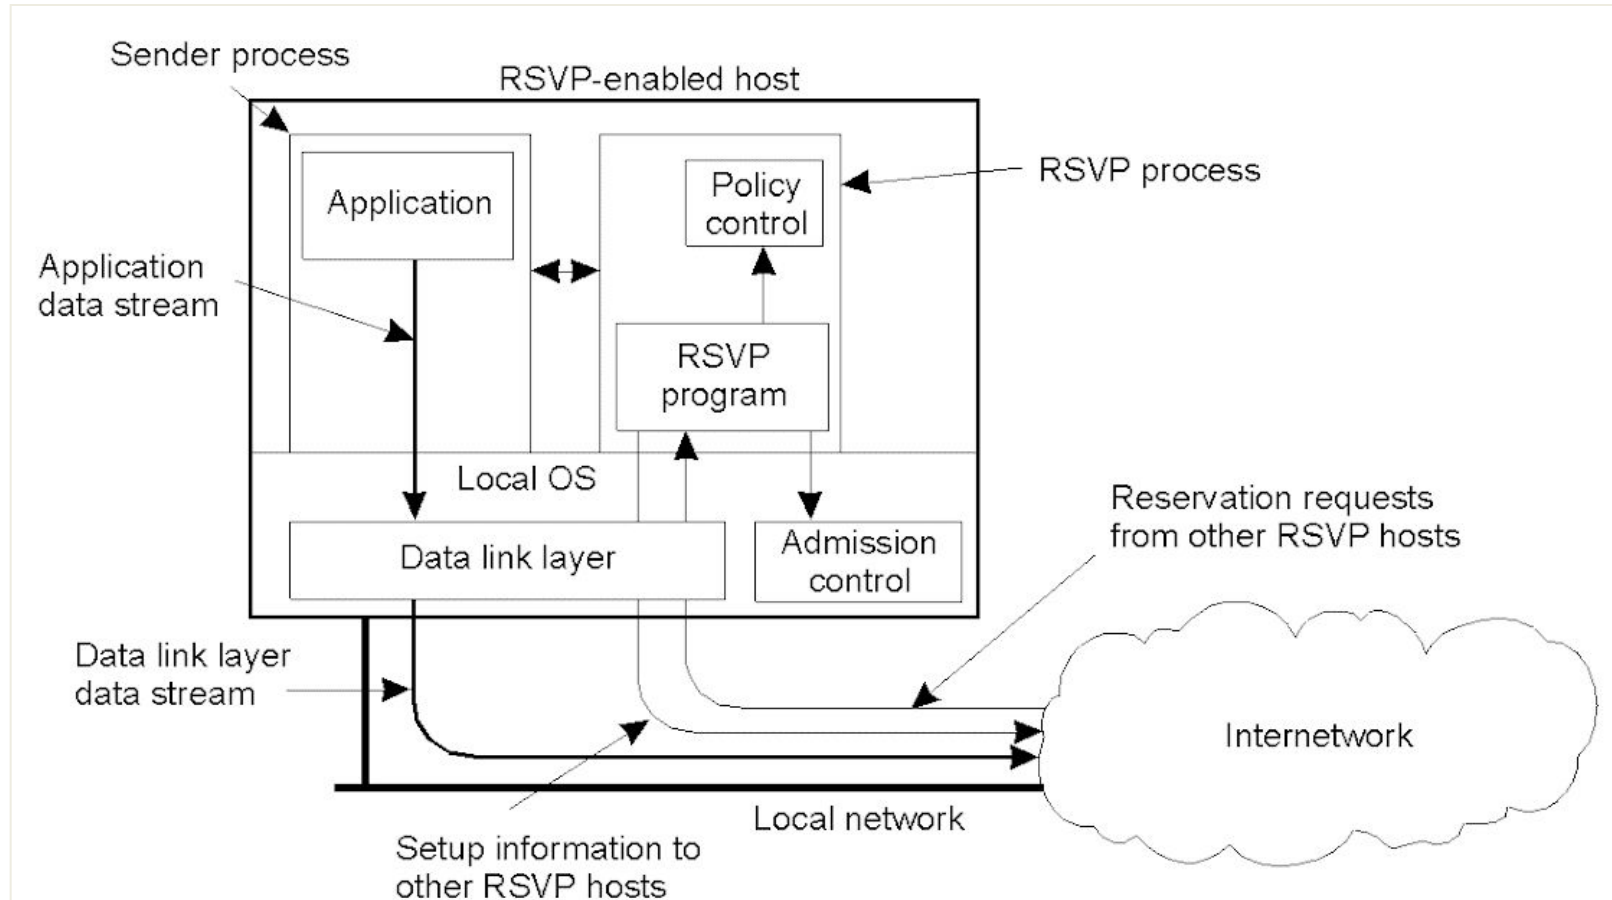 Sender process
RSVP-enabled host
Application
Policy
control
RSVP process
Application
data stream
RSVP
program
Local OS
Data link layer
Admission
control
Reservation requests
from other RSVP hosts
Data link layer
data stream
Internetwork
Local network
Setup information to
other RSVP hosts